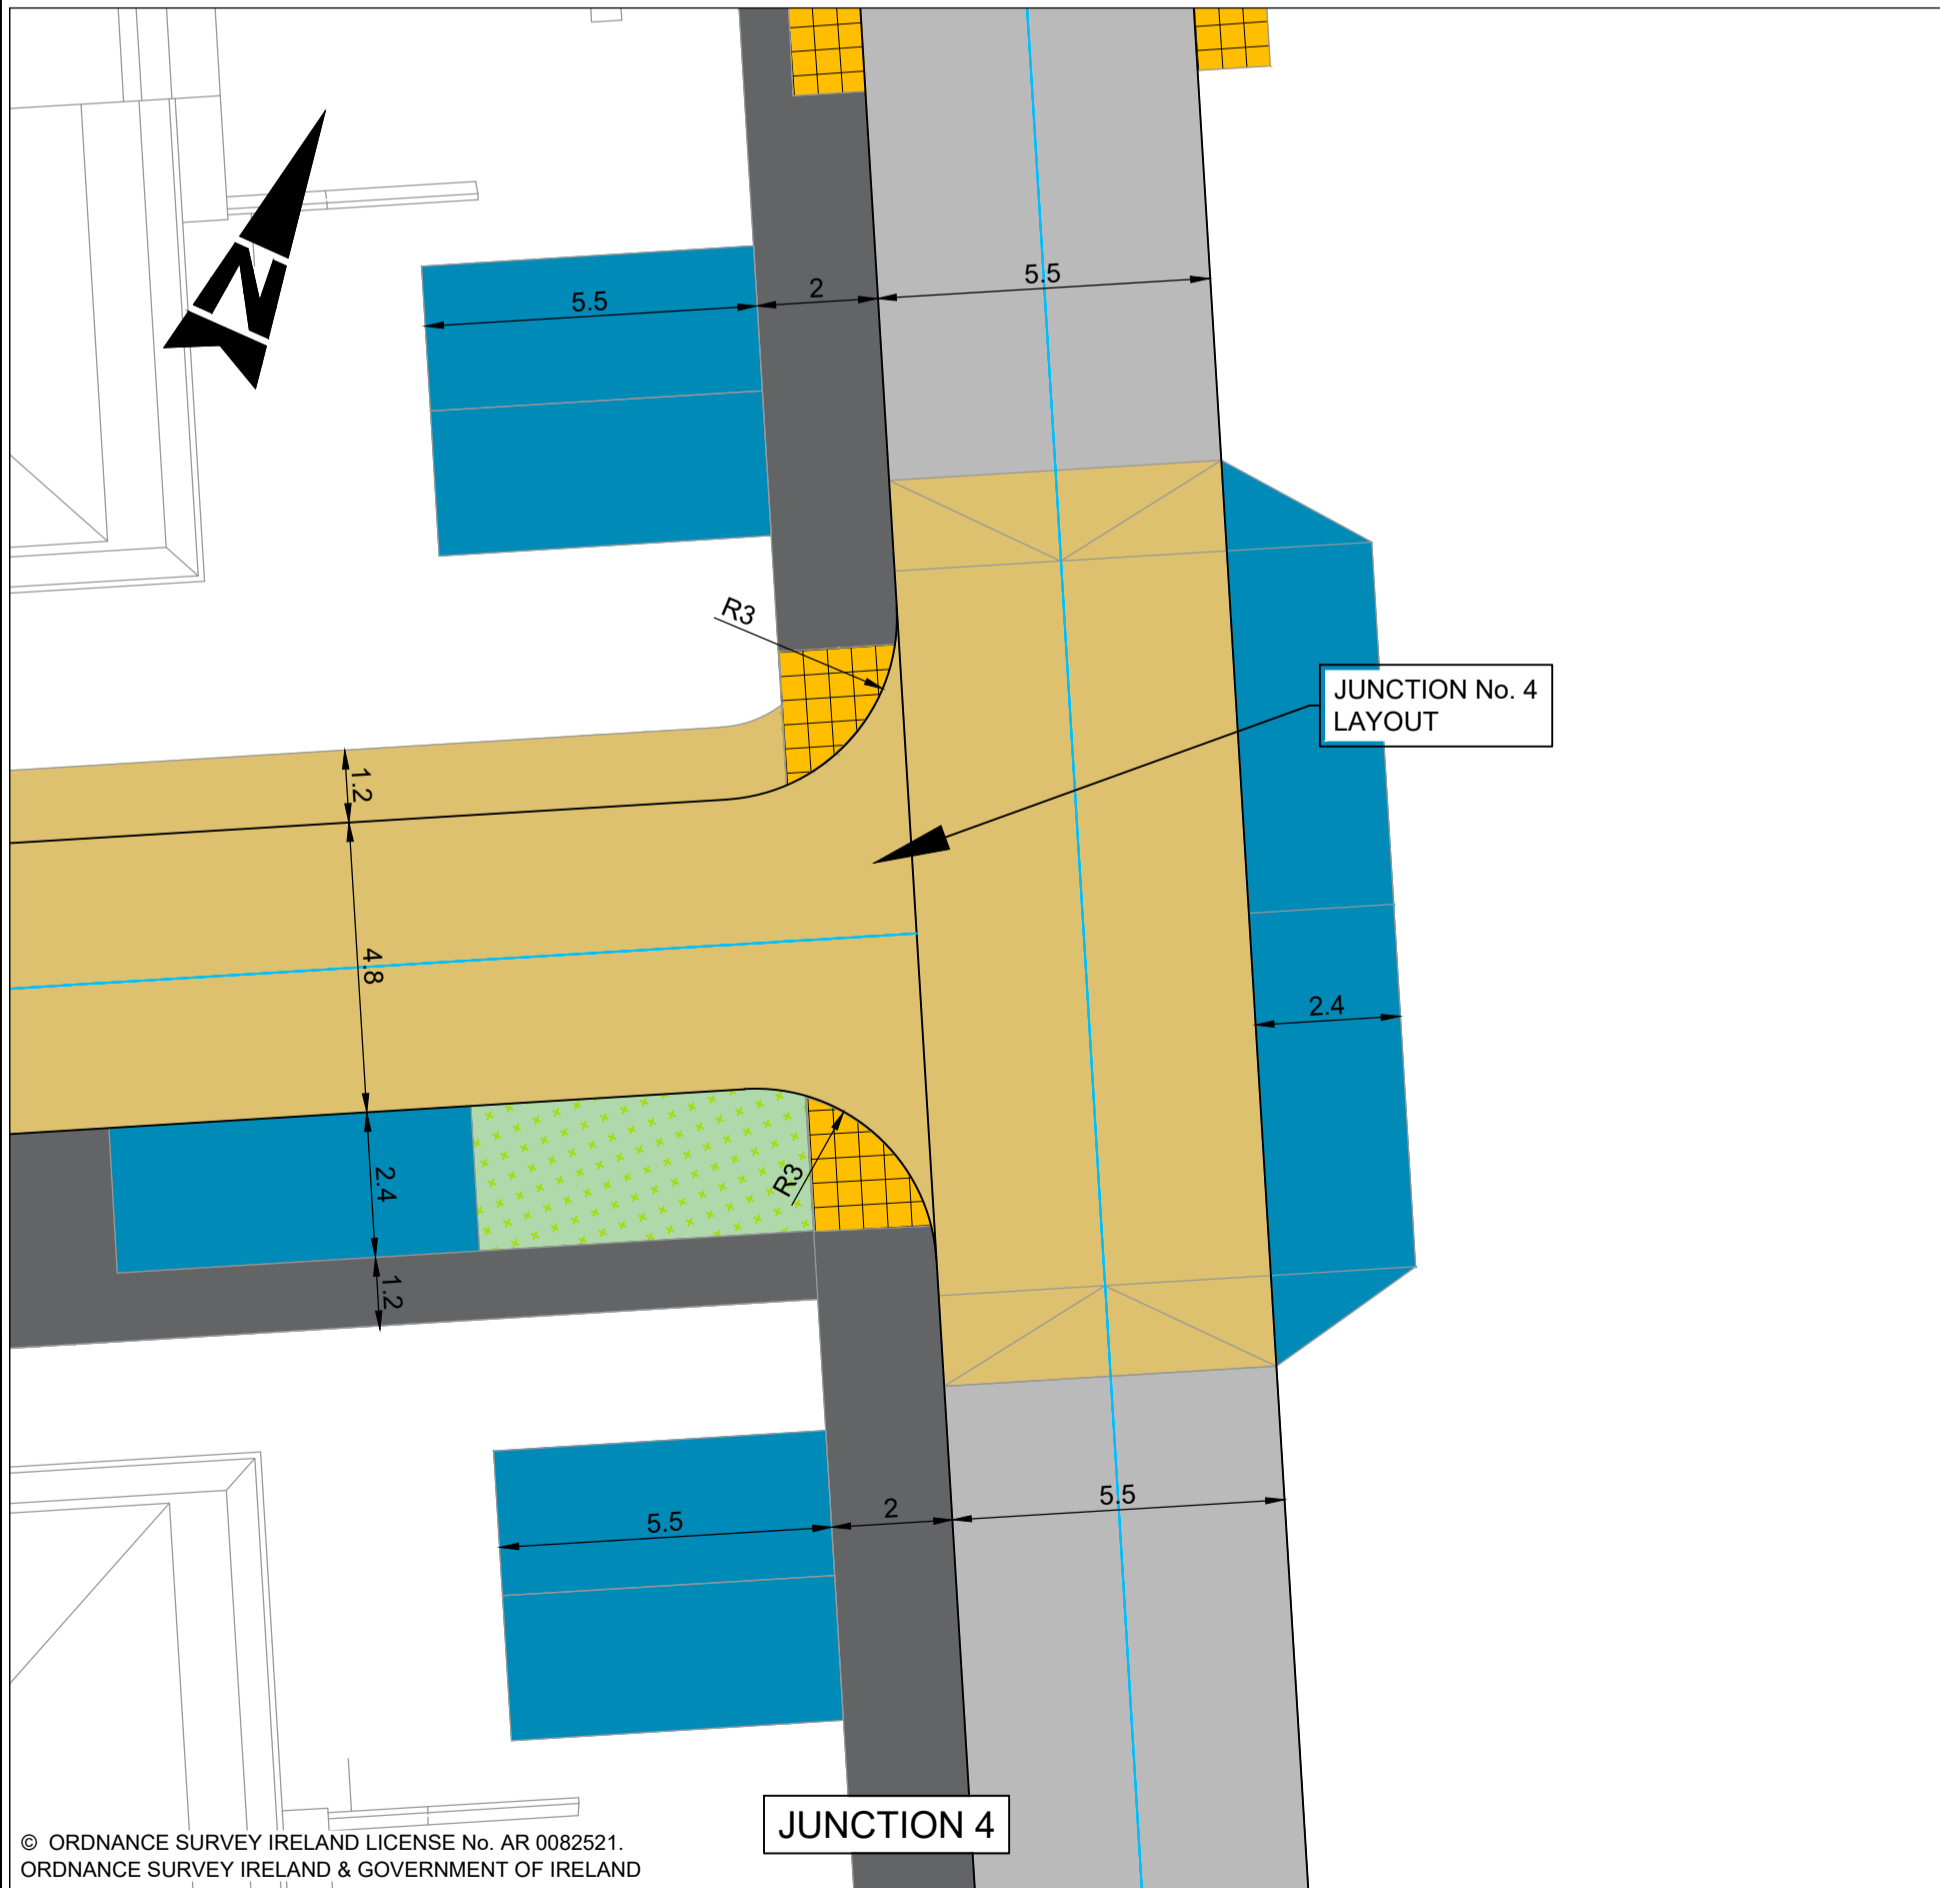 N
5.5
2
5.5
R3
JUNCTION No. 4
LAYOUT
1.2
4.8
2.4
R3
2.4
1.2
5.5
2
5.5
JUNCTION 4
© ORDNANCE SURVEY IRELAND LICENSE No. AR 0082521.
ORDNANCE SURVEY IRELAND & GOVERNMENT OF IRELAND